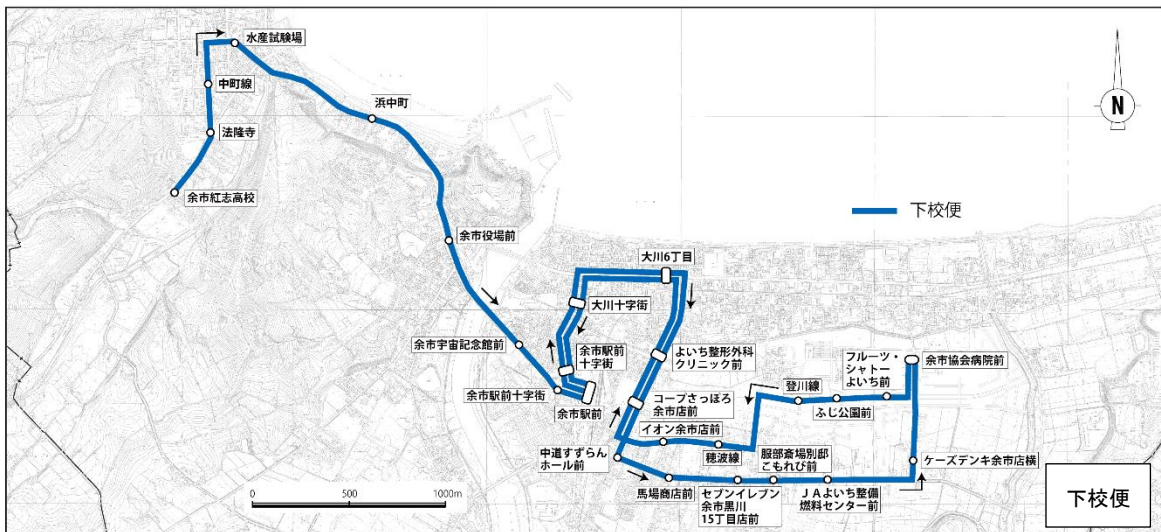 水産試験場
中町線
法隆寺
余市紅志高校
浜中町
余市役場前
余市宇宙記念館前
余市駅前十字街
余市駅前
余市駅前
十字街
大川十字街
大川6丁目
よいち整形外科
クリニック前
コープさっぽろ
余市店前
イオン余市店前
穂波線
中道すずらん
ホール前
馬場商店前
セブンイレブン
余市黒川
15丁目店前
服部斎場別邸
こもれび前
JAよいち整備
燃料センター前
ケーズデンキ余市店横
余市協会病院前
フルーツ・
シャトー
よいち前
ふじ公園前
登川線
下校便
N
0
500
1000m
下校便